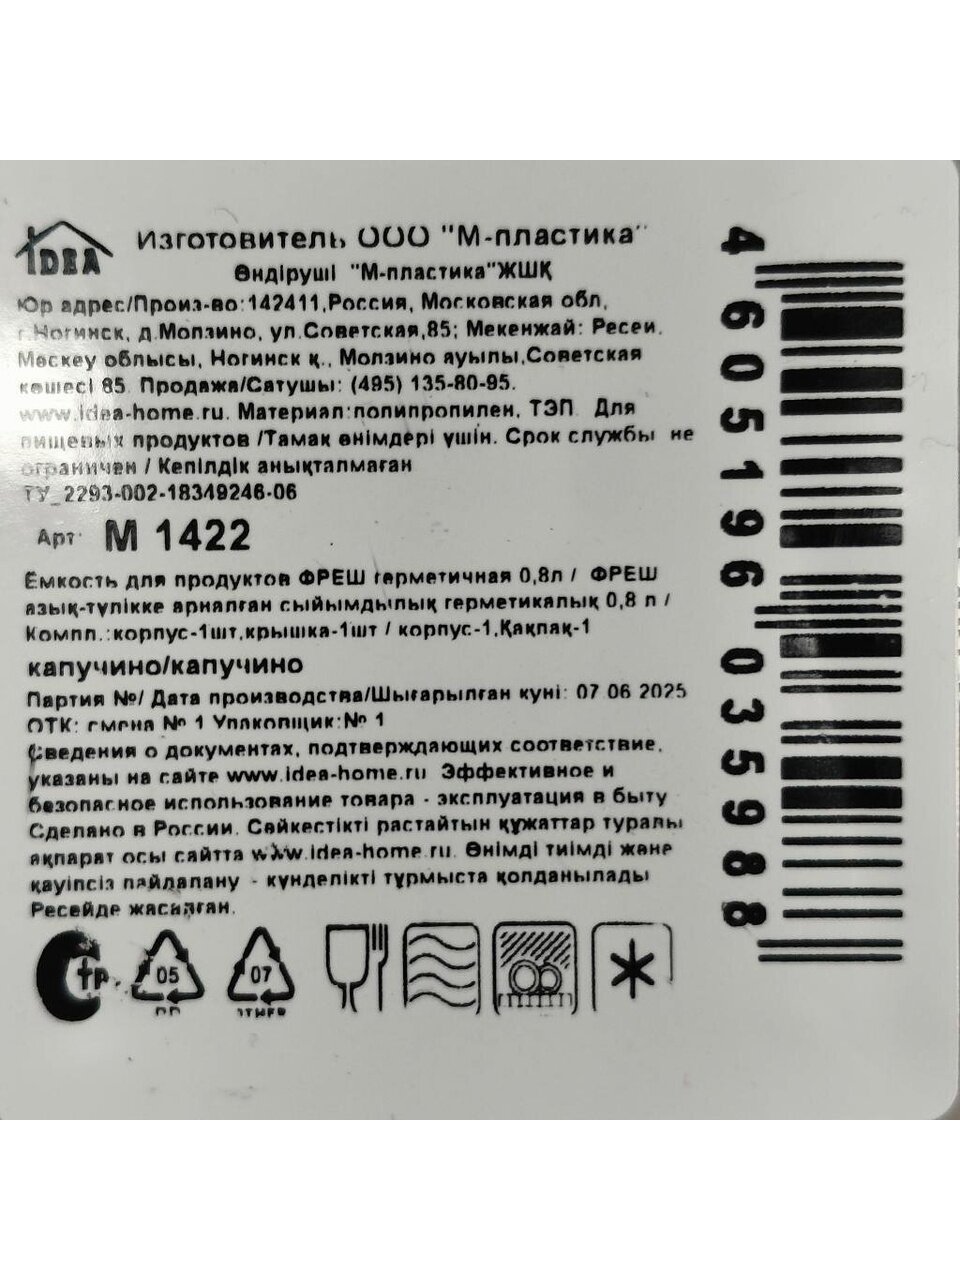 IDEA
Изготовитель ООО "М-пластика"
Өндіруші "М-пластика"ЖШҚ
Юр адрес/Произ-во:142411,Россия, Московская обл,
г.Ногинск, д.Молзино, ул.Советская,85; Мекенжай: Ресей.
Маскеу облысы, Ногинск қ., Молзино ауылы,Советская
көшесі 85. Продажа/Сатушы: (495) 135-80-95.
www.idea-home.ru. Материал:полипропилен, ТЭП. Для
пищевых продуктов /Тамақ өнімдері үшін. Срок службы не
ограничен / Кепілдік анықталмаған
ТУ_2293-002-18349246-06
Арт: М 1422
Емкость для продуктов ФРЕШ герметичная 0,8л / ФРЕШ
азық-түлікке арналған сыйымдылық герметикалық 0,8 л /
Компл.:корпус-1шт,крышка-1шт / корпус-1,Қақпақ-1
капучино/капучино
Партия №/ Дата производства/Шығарылған куні: 07 06 2025
ОТК: смена № 1 Упаковщик:№ 1
Сведения о документах, подтверждающих соответствие,
указаны на сайте www.idea-home.ru Эффективное и
безопасное использование товара - эксплуатация в быту
Сделано в России. Сәйкестікті растайтын құжаттар туралы
ақпарат осы сайтта www.idea-home.ru. Өнімді тиімді және
қауіпсіз пайдалану - күнделікті тұрмыста қолданылады
Ресейде жасалған.
05
PP
07
4 605196 035988